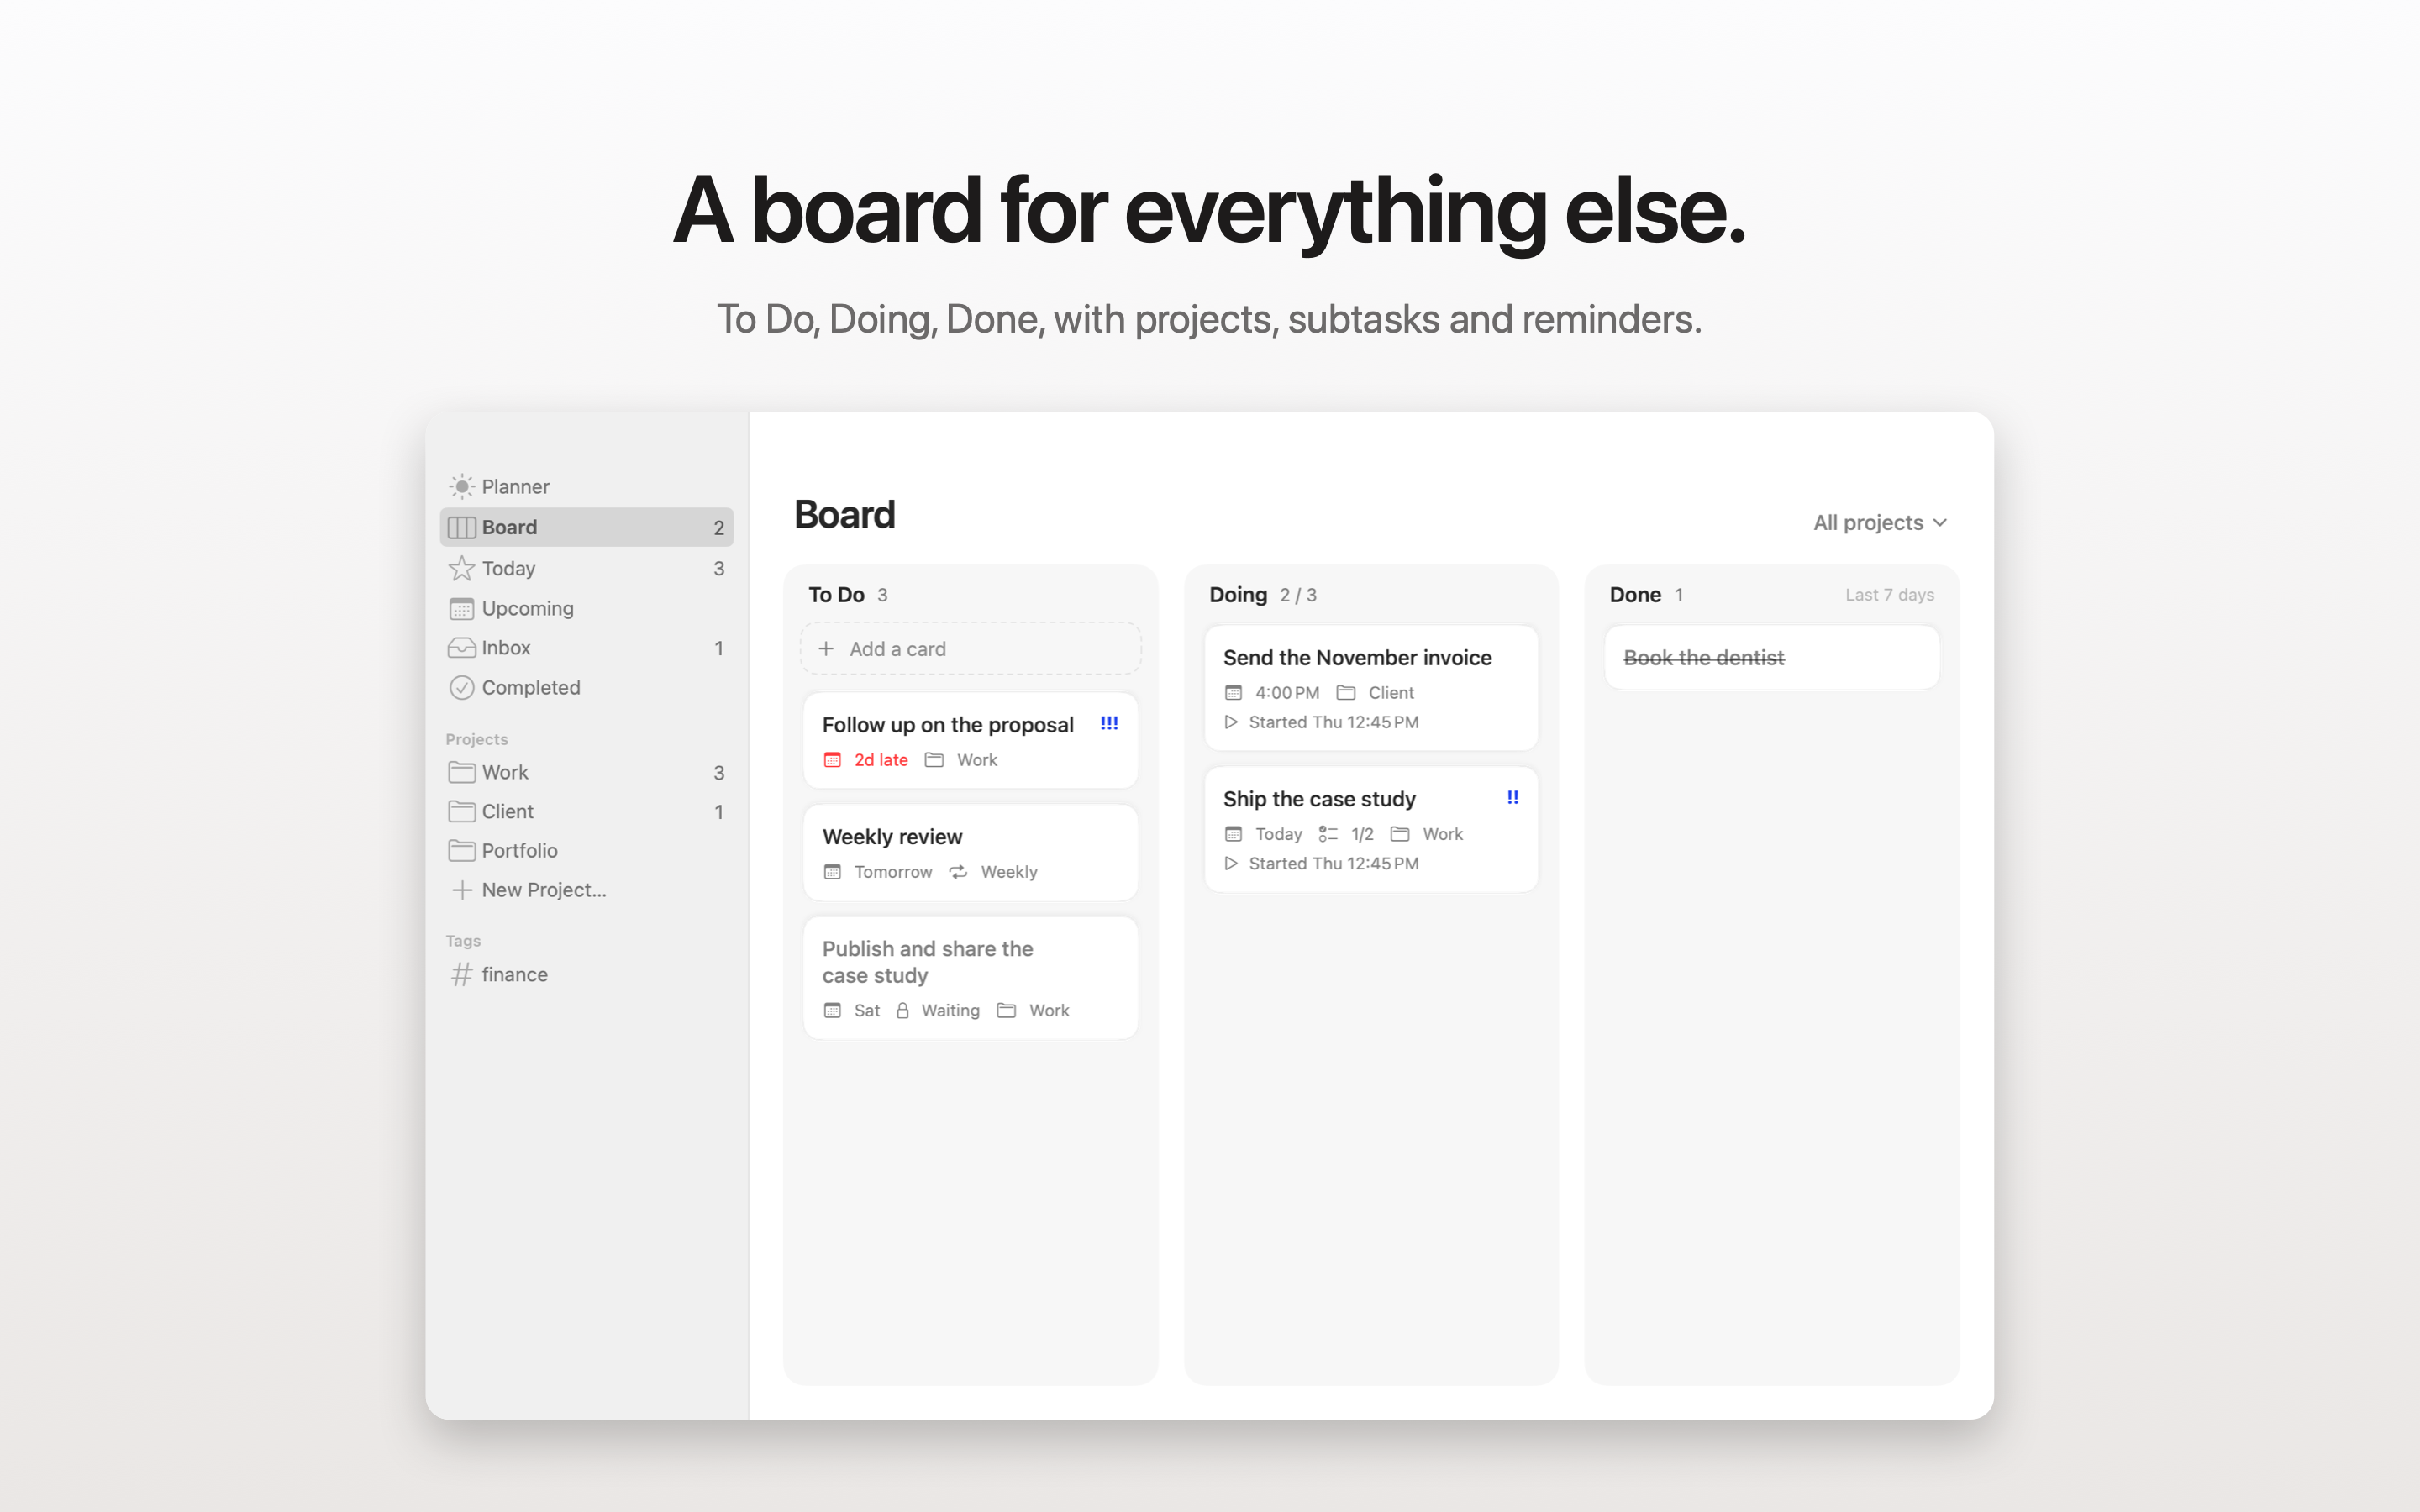 A board for everything else.
To Do, Doing, Done, with projects, subtasks and reminders.
Planner
Board 2
Today 3
Upcoming
Inbox 1
Completed
Projects
Work 3
Client 1
Portfolio
New Project...
Tags
finance
Board
All projects
To Do 3
Add a card
Follow up on the proposal !!!
2d late Work
Weekly review
Tomorrow Weekly
Publish and share the
case study
Sat Waiting Work
Doing 2 / 3
Send the November invoice
4:00 PM Client
Started Thu 12:45 PM
Ship the case study !!
Today 1/2 Work
Started Thu 12:45 PM
Done 1 Last 7 days
Book the dentist